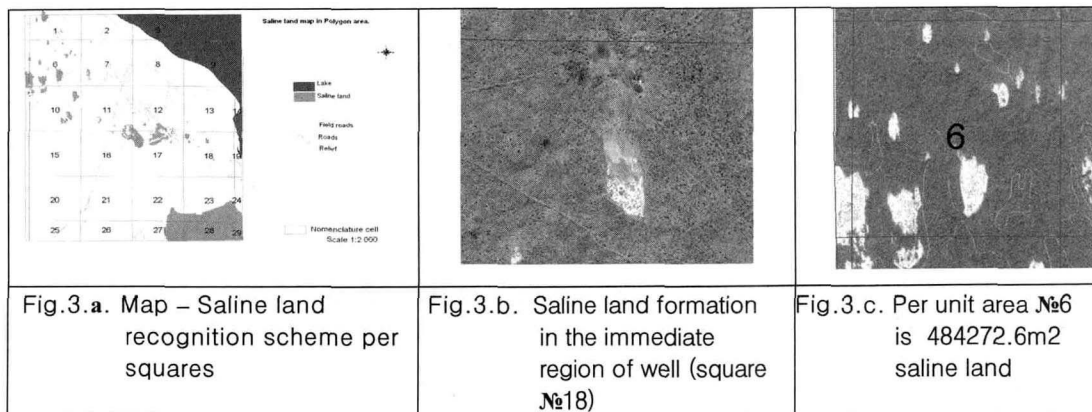 Saline land map in Polygon area.
1 2 3
6 7 8 9
10 11 12 13 14
15 16 17 18 19
20 21 22 23 24
25 26 27 28 29
Lake
Saline land
Field roads
Roads
Relief
Nomenclature cell
Scale 1:2 000
6
Fig.3.a. Map – Saline land
recognition scheme per
squares
Fig.3.b. Saline land formation
in the immediate
region of well (square
№18)
Fig.3.c. Per unit area №6
is 484272.6m2
saline land